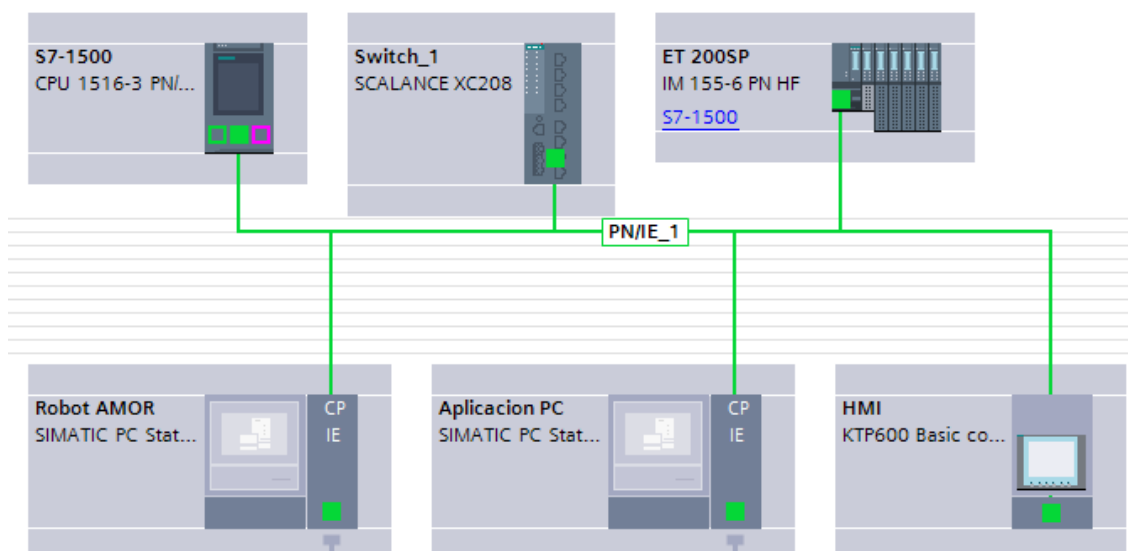 S7-1500
CPU 1516-3 PN/...
Switch_1
SCALANCE XC208
ET 200SP
IM 155-6 PN HF
S7-1500
PN/IE_1
Robot AMOR
SIMATIC PC Stat...
CP
IE
Aplicacion PC
SIMATIC PC Stat...
CP
IE
HMI
KTP600 Basic co...